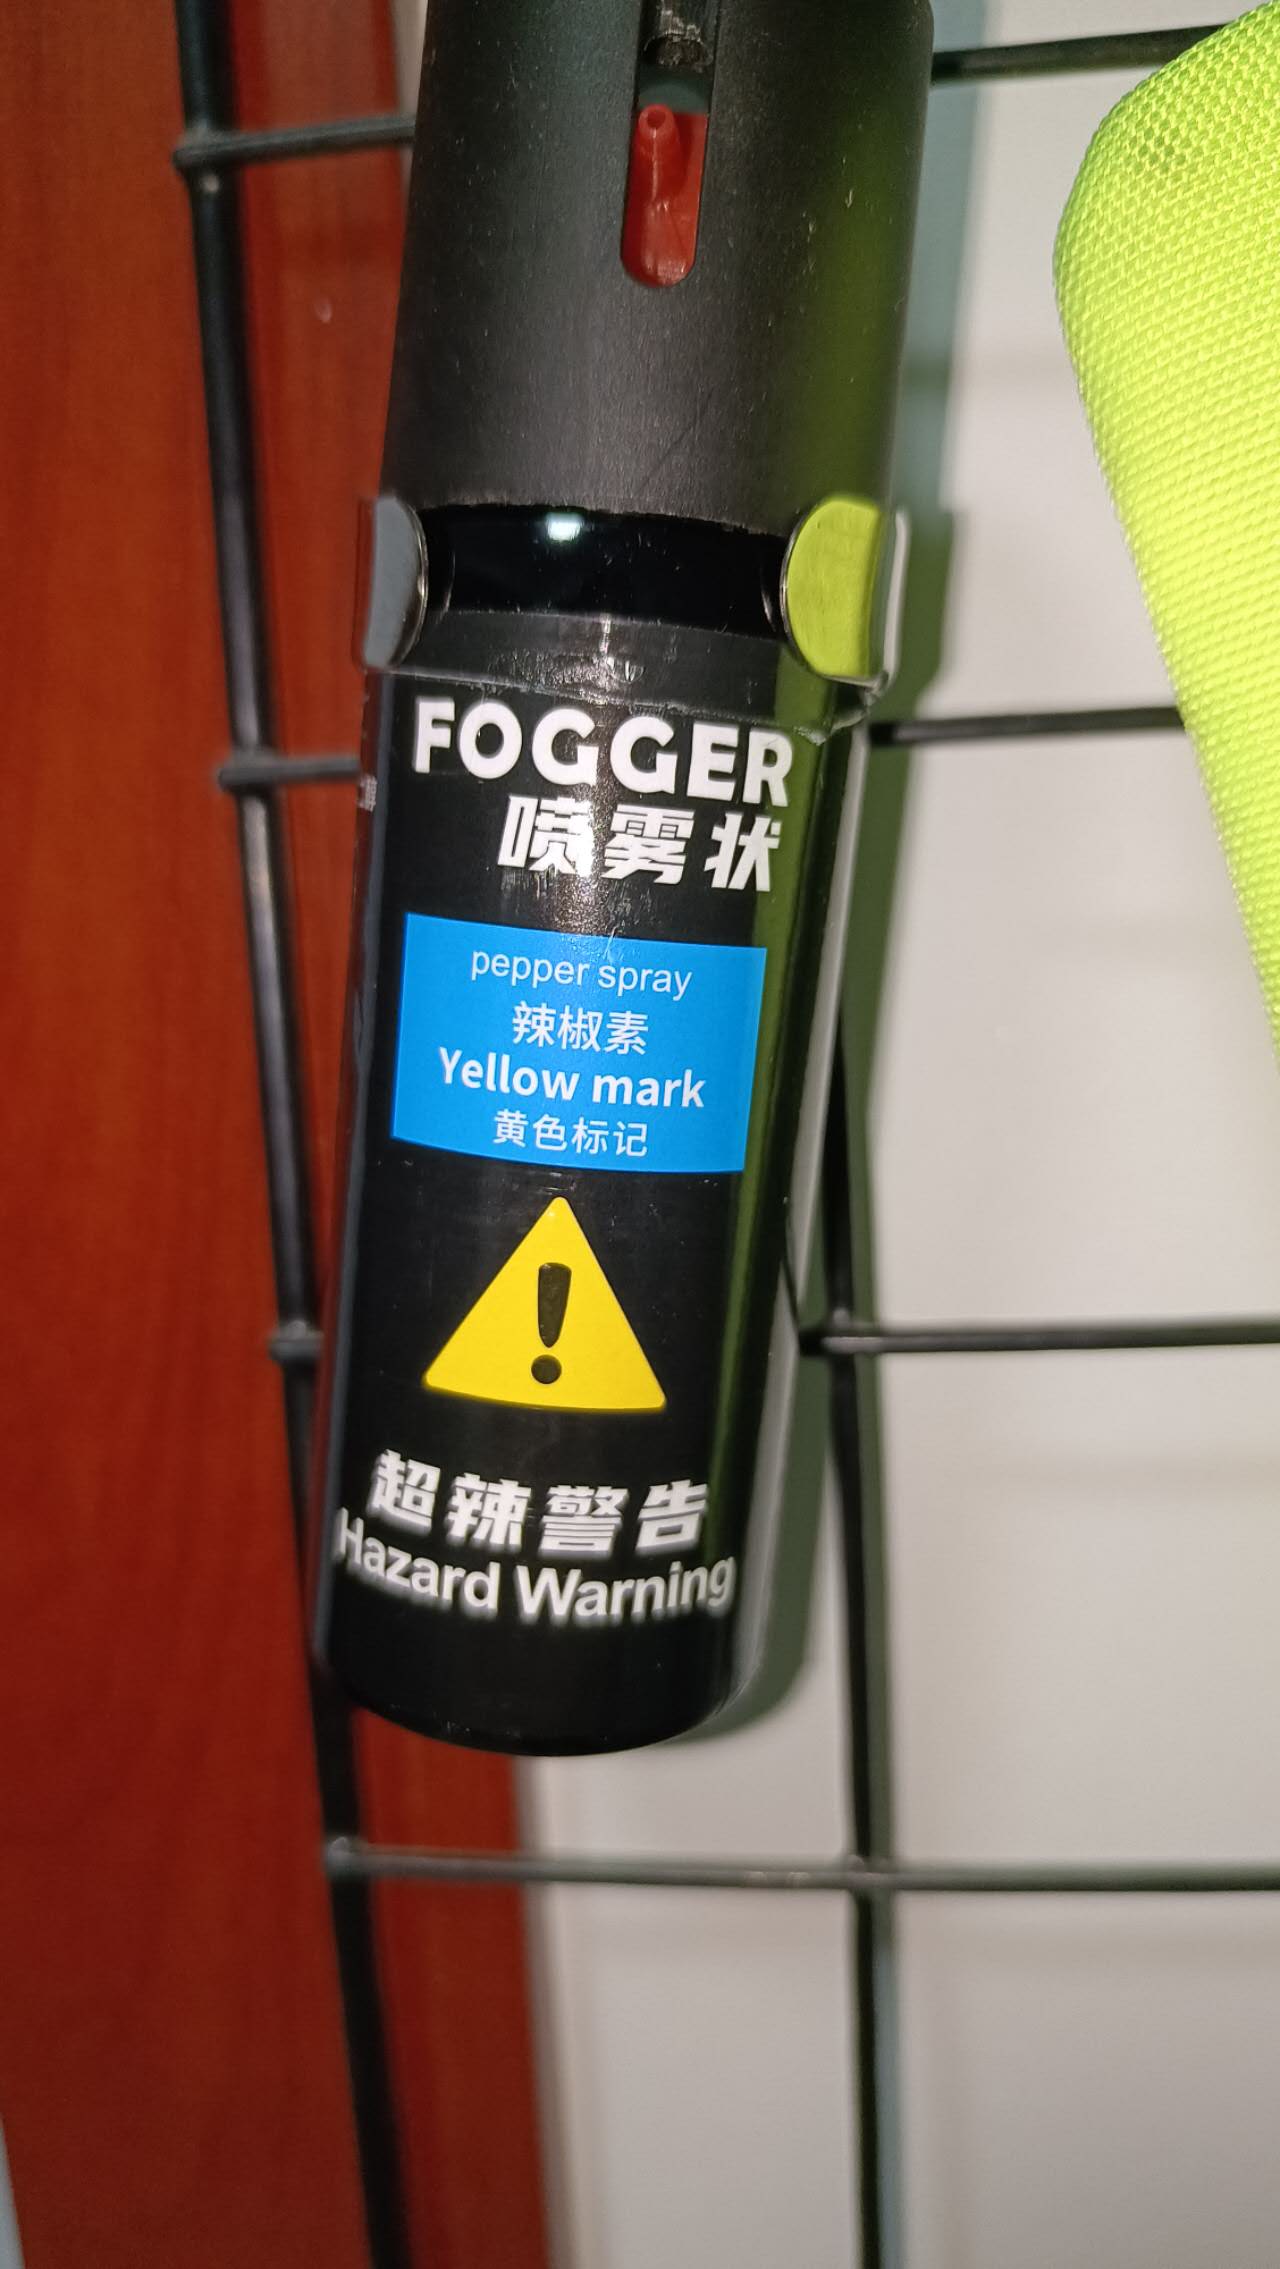 FOGGER
喷雾状
pepper spray
辣椒素
Yellow mark
黄色标记
超辣警告
Hazard Warning